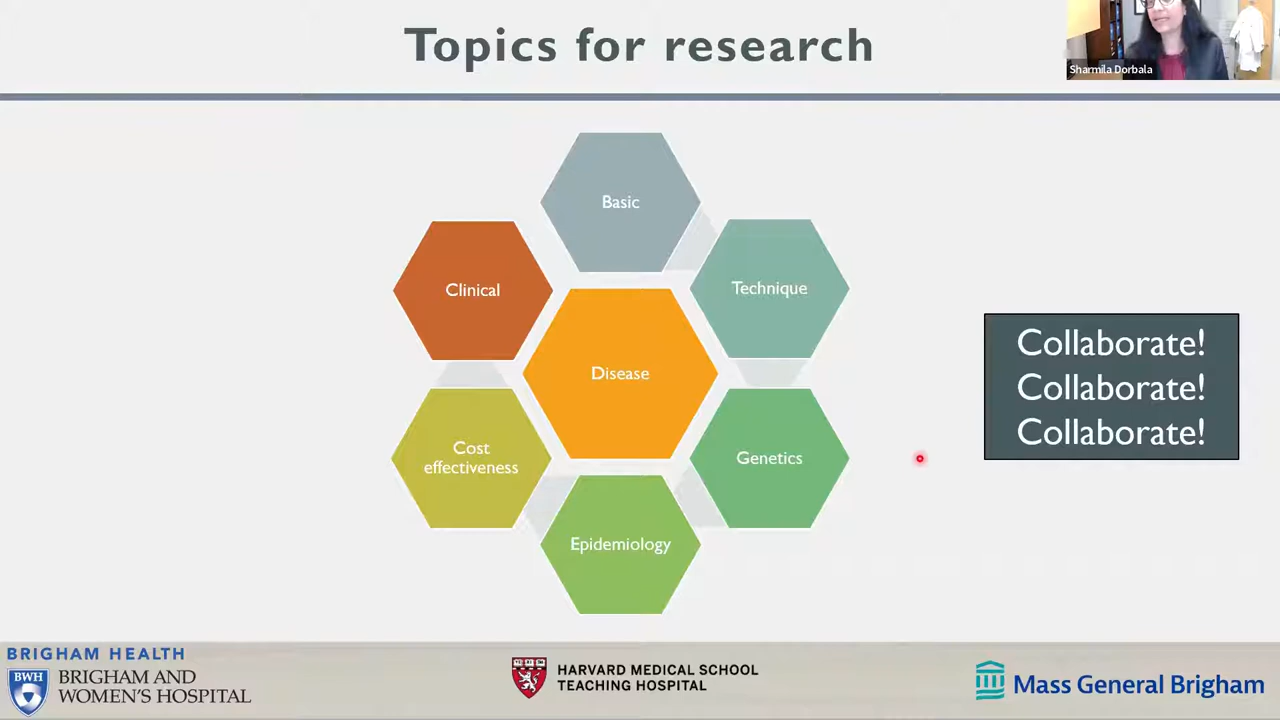 Topics for research
Sharmila Dorbala
Basic
Clinical
Technique
Disease
Cost
effectiveness
Genetics
Epidemiology
Collaborate!
Collaborate!
Collaborate!
BRIGHAM HEALTH
BWH
BRIGHAM AND
WOMEN'S HOSPITAL
HARVARD MEDICAL SCHOOL
TEACHING HOSPITAL
Mass General Brigham